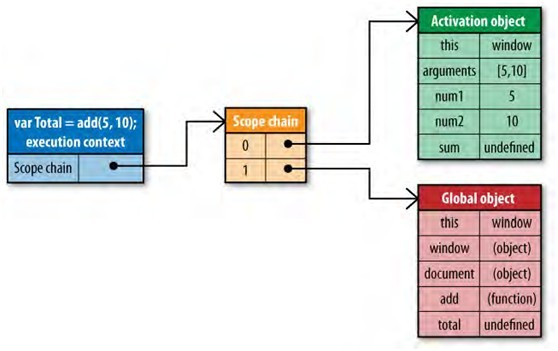 var Total = add(5, 10);
execution context
Scope chain
Scope chain
0
1
Activation object
this window
arguments [5,10]
num1 5
num2 10
sum undefined
Global object
this window
window (object)
document (object)
add (function)
total undefined